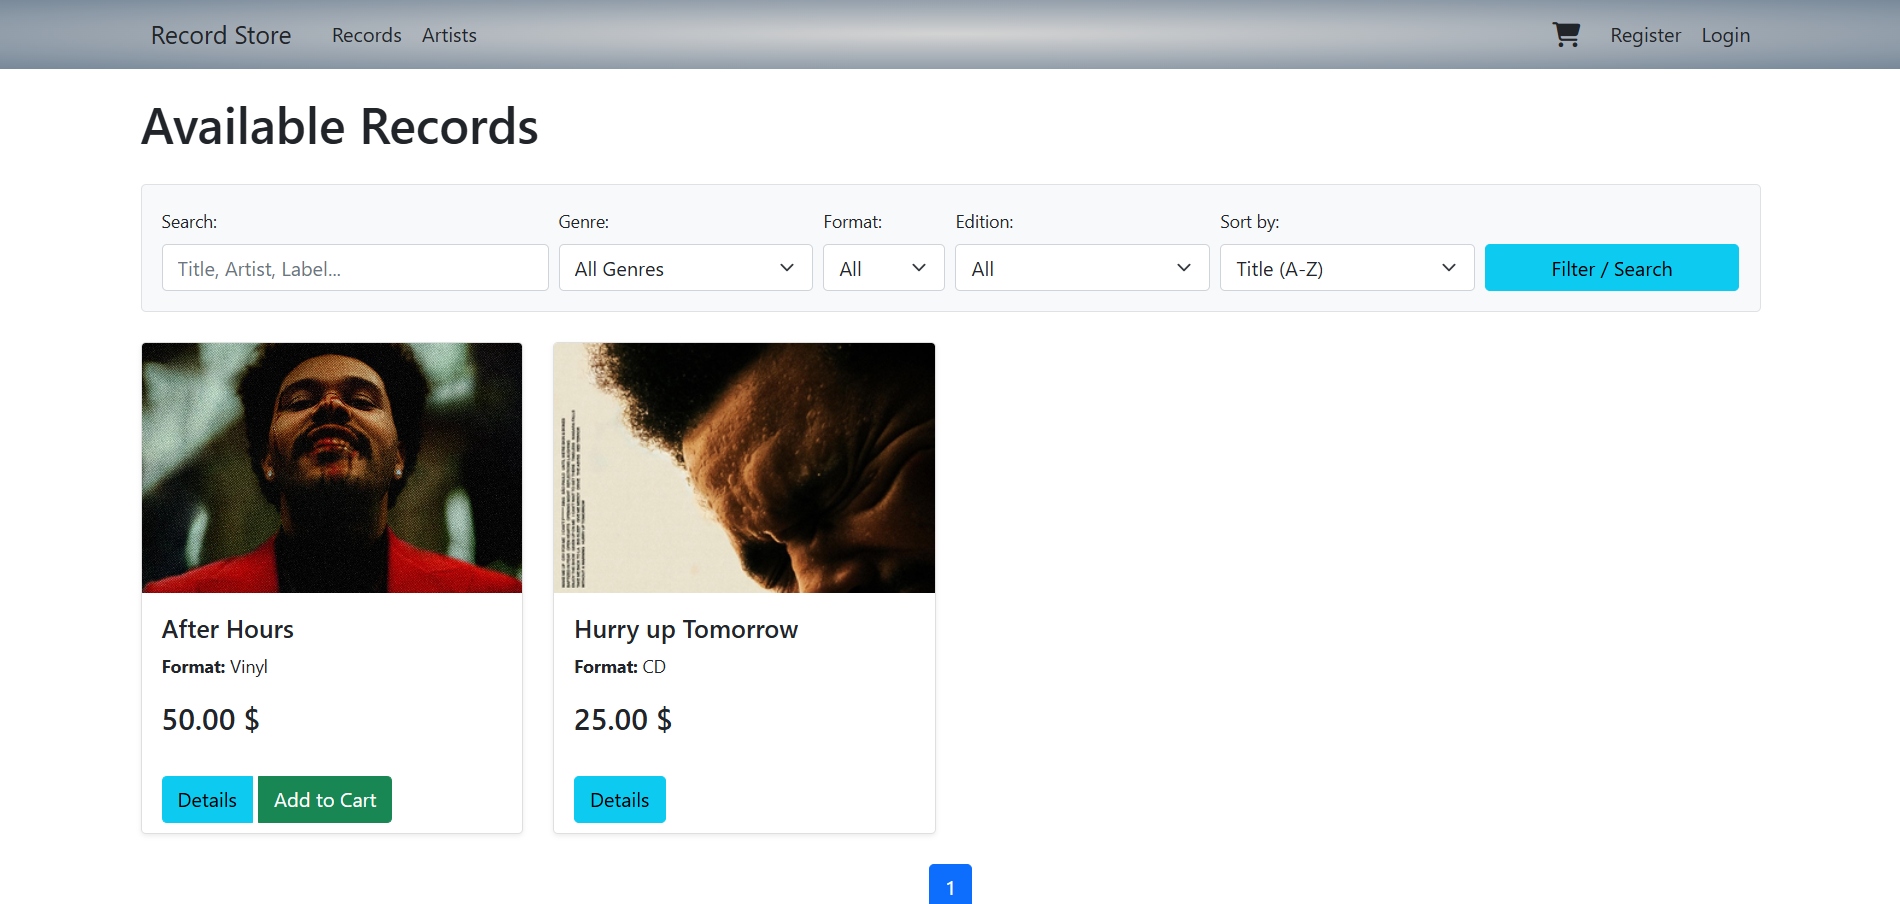 Record Store Records Artists Register Login
Available Records
Search: Genre: Format: Edition: Sort by:
Title, Artist, Label... All Genres All All Title (A-Z) Filter / Search
After Hours
Format: Vinyl
50.00 $
Details Add to Cart
Hurry up Tomorrow
Format: CD
25.00 $
Details
1